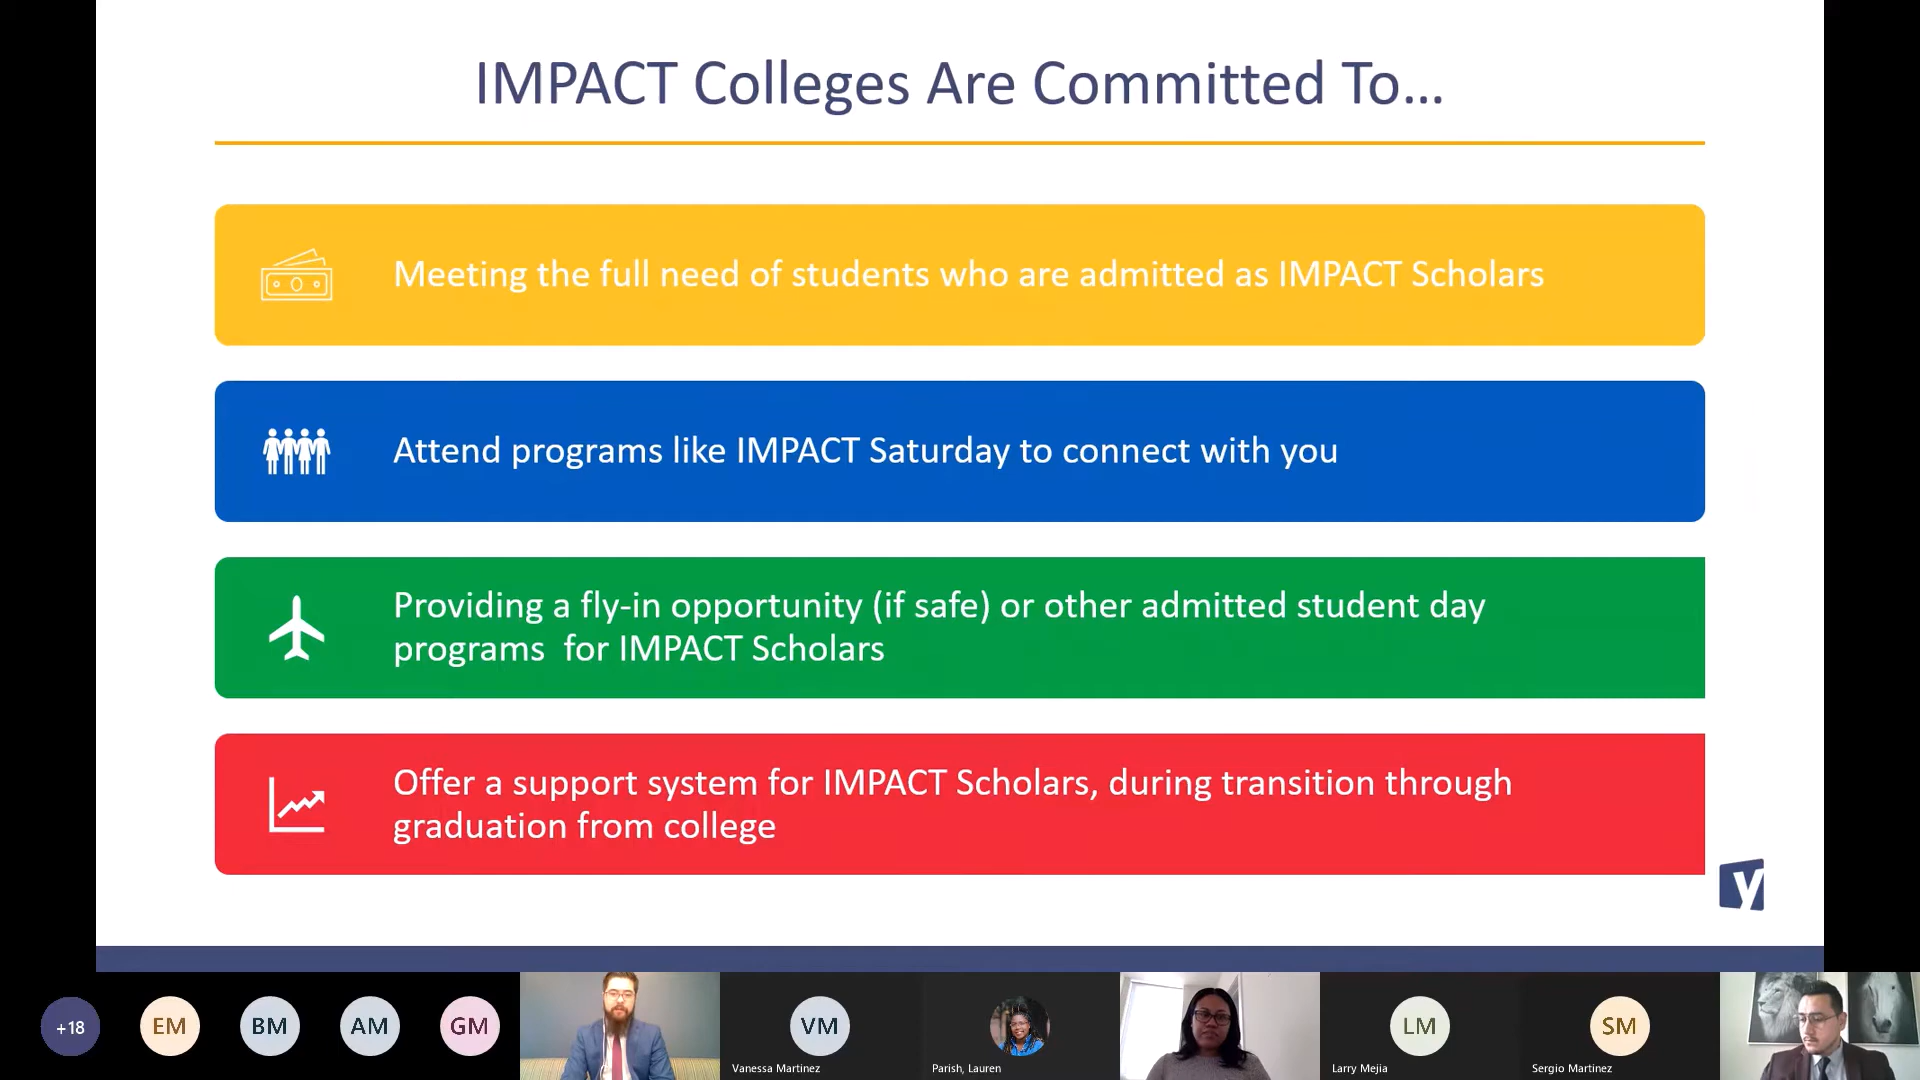 IMPACT Colleges Are Committed To...
Meeting the full need of students who are admitted as IMPACT Scholars
Attend programs like IMPACT Saturday to connect with you
Providing a fly-in opportunity (if safe) or other admitted student day
programs  for IMPACT Scholars
Offer a support system for IMPACT Scholars, during transition through
graduation from college
y
+18
EM
BM
AM
GM
VM
LM
SM
Vanessa Martinez
Parish, Lauren
Larry Mejia
Sergio Martinez